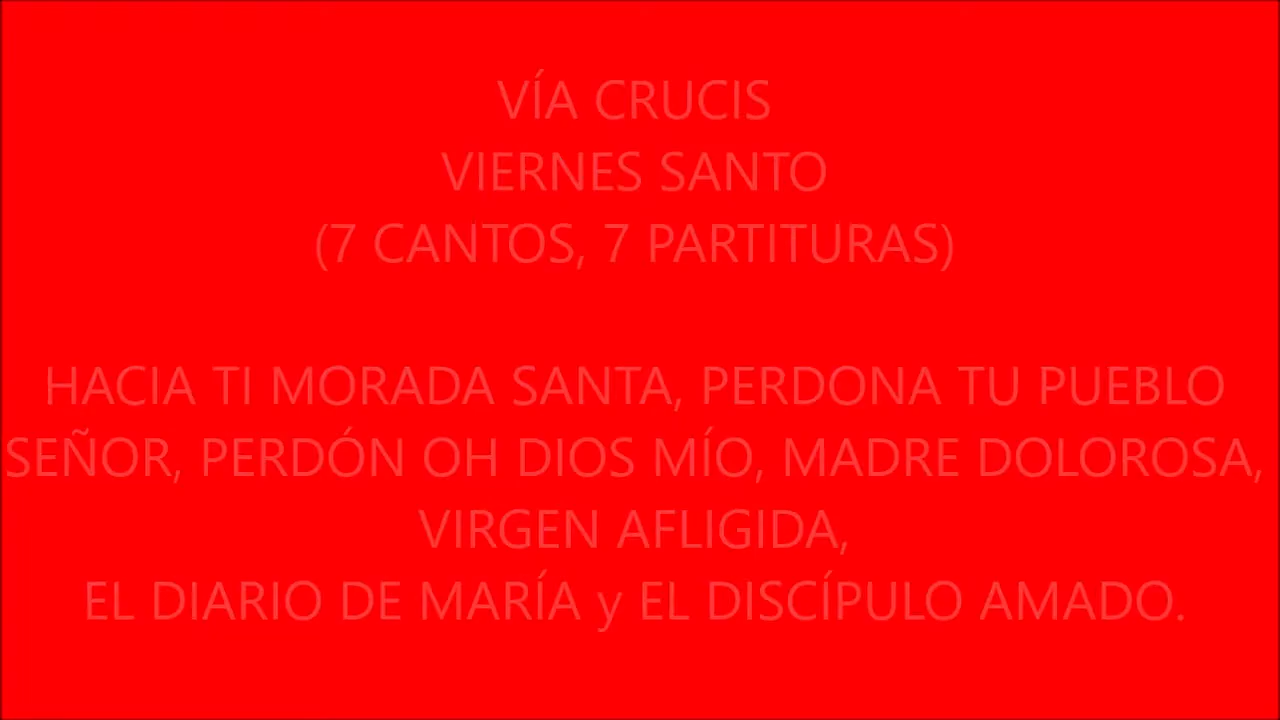 VÍA CRUCIS
VIERNES SANTO
(7 CANTOS, 7 PARTITURAS)
HACIA TI MORADA SANTA, PERDONA TU PUEBLO
SEÑOR, PERDÓN OH DIOS MÍO, MADRE DOLOROSA,
VIRGEN AFLIGIDA,
EL DIARIO DE MARÍA y EL DISCÍPULO AMADO.